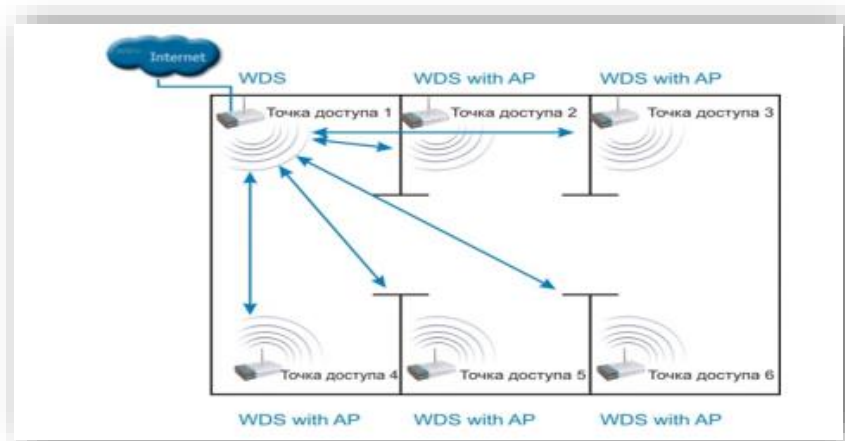 Internet
WDS
WDS with AP
WDS with AP
Точка доступа 1
Точка доступа 2
Точка доступа 3
Точка доступа 4
Точка доступа 5
Точка доступа 6
WDS with AP
WDS with AP
WDS with AP